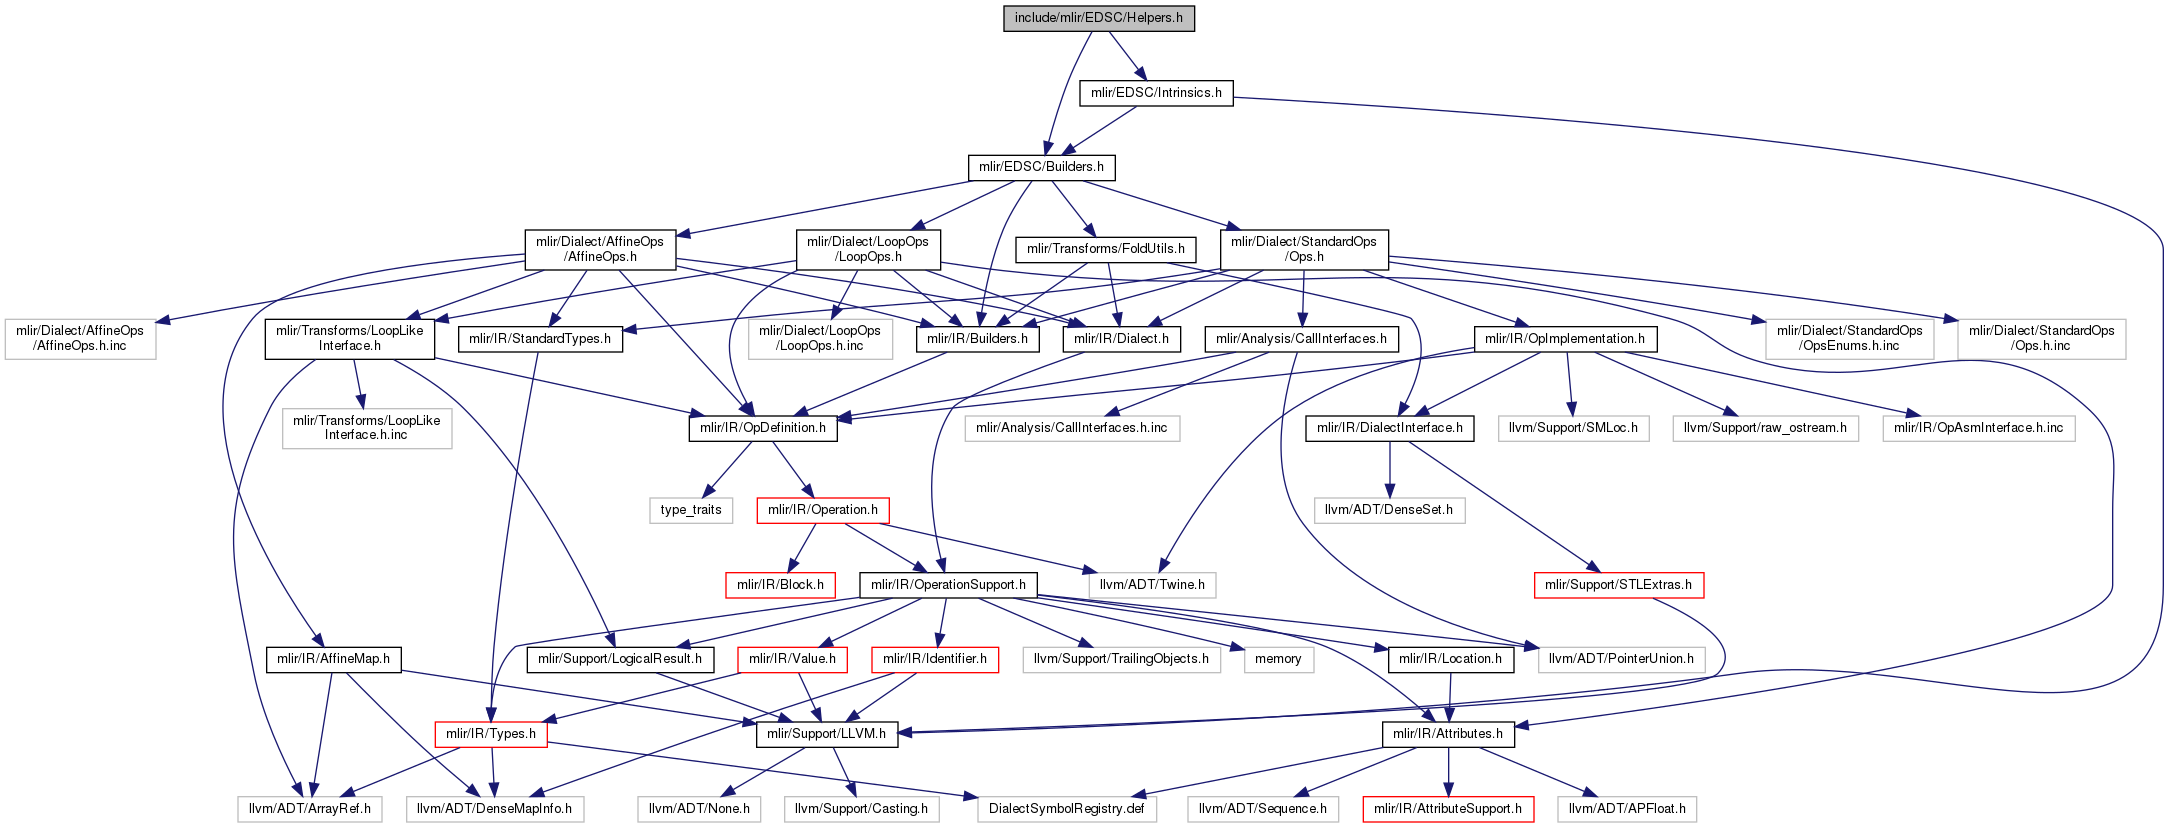 include/mlir/EDSC/Helpers.h
mlir/EDSC/Intrinsics.h
mlir/EDSC/Builders.h
mlir/Dialect/AffineOps
/AffineOps.h
mlir/Dialect/LoopOps
/LoopOps.h
mlir/Transforms/FoldUtils.h
mlir/Dialect/StandardOps
/Ops.h
mlir/Dialect/AffineOps
/AffineOps.h.inc
mlir/Transforms/LoopLike
Interface.h
mlir/IR/StandardTypes.h
mlir/Dialect/LoopOps
/LoopOps.h.inc
mlir/IR/Builders.h
mlir/IR/Dialect.h
mlir/Analysis/CallInterfaces.h
mlir/IR/OpImplementation.h
mlir/Dialect/StandardOps
/OpsEnums.h.inc
mlir/Dialect/StandardOps
/Ops.h.inc
mlir/Transforms/LoopLike
Interface.h.inc
mlir/IR/OpDefinition.h
mlir/Analysis/CallInterfaces.h.inc
mlir/IR/DialectInterface.h
llvm/Support/SMLoc.h
llvm/Support/raw_ostream.h
mlir/IR/OpAsmInterface.h.inc
type_traits
mlir/IR/Operation.h
llvm/ADT/DenseSet.h
mlir/IR/Block.h
mlir/IR/OperationSupport.h
llvm/ADT/Twine.h
mlir/Support/STLExtras.h
mlir/IR/AffineMap.h
mlir/Support/LogicalResult.h
mlir/IR/Value.h
mlir/IR/Identifier.h
llvm/Support/TrailingObjects.h
memory
mlir/IR/Location.h
llvm/ADT/PointerUnion.h
mlir/IR/Types.h
mlir/Support/LLVM.h
mlir/IR/Attributes.h
llvm/ADT/ArrayRef.h
llvm/ADT/DenseMapInfo.h
llvm/ADT/None.h
llvm/Support/Casting.h
DialectSymbolRegistry.def
llvm/ADT/Sequence.h
mlir/IR/AttributeSupport.h
llvm/ADT/APFloat.h